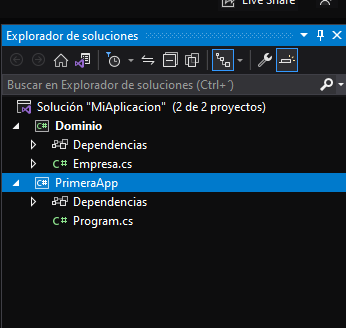 Live Share
Explorador de soluciones
Buscar en Explorador de soluciones (Ctrl+´)
Solución "MiAplicacion" (2 de 2 proyectos)
C# Dominio
Dependencias
C# Empresa.cs
C# PrimeraApp
Dependencias
C# Program.cs